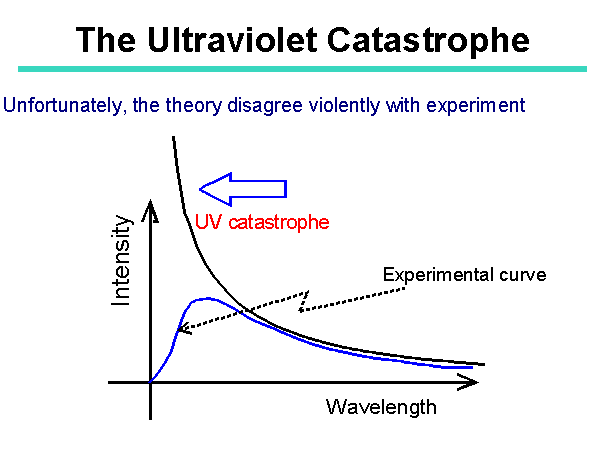 The Ultraviolet Catastrophe
Unfortunately, the theory disagree violently with experiment
UV catastrophe
Intensity
Experimental curve
Wavelength